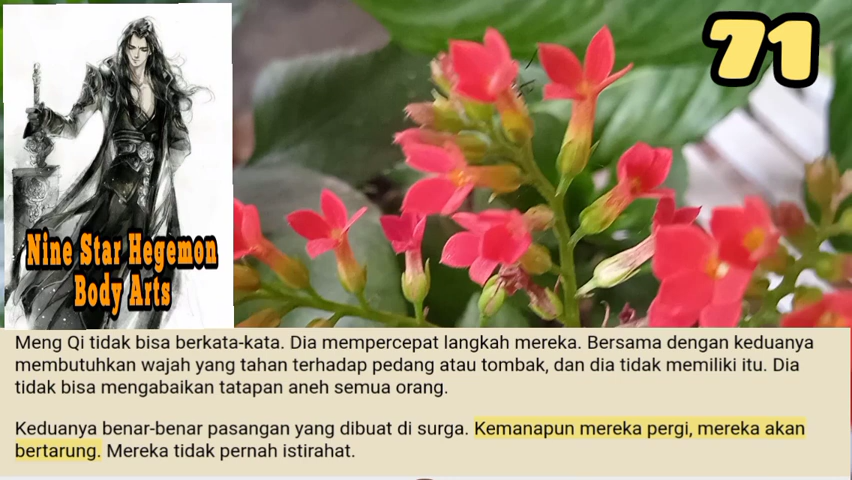 71
Nine Star Hegemon
Body Arts
Meng Qi tidak bisa berkata-kata. Dia mempercepat langkah mereka. Bersama dengan keduanya
membutuhkan wajah yang tahan terhadap pedang atau tombak, dan dia tidak memiliki itu. Dia
tidak bisa mengabaikan tatapan aneh semua orang.
Keduanya benar-benar pasangan yang dibuat di surga. Kemanapun mereka pergi, mereka akan
bertarung. Mereka tidak pernah istirahat.